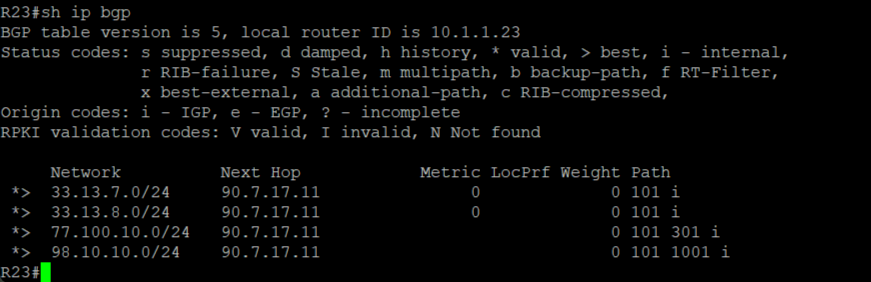 R23#sh ip bgp
BGP table version is 5, local router ID is 10.1.1.23
Status codes: s suppressed, d damped, h history, * valid, > best, i - internal,
              r RIB-failure, S Stale, m multipath, b backup-path, f RT-Filter,
              x best-external, a additional-path, c RIB-compressed,
Origin codes: i - IGP, e - EGP, ? - incomplete
RPKI validation codes: V valid, I invalid, N Not found

     Network          Next Hop            Metric LocPrf Weight Path
 *>  33.13.7.0/24     90.7.17.11               0             0 101 i
 *>  33.13.8.0/24     90.7.17.11               0             0 101 i
 *>  77.100.10.0/24   90.7.17.11                             0 101 301 i
 *>  98.10.10.0/24    90.7.17.11                             0 101 1001 i
R23#